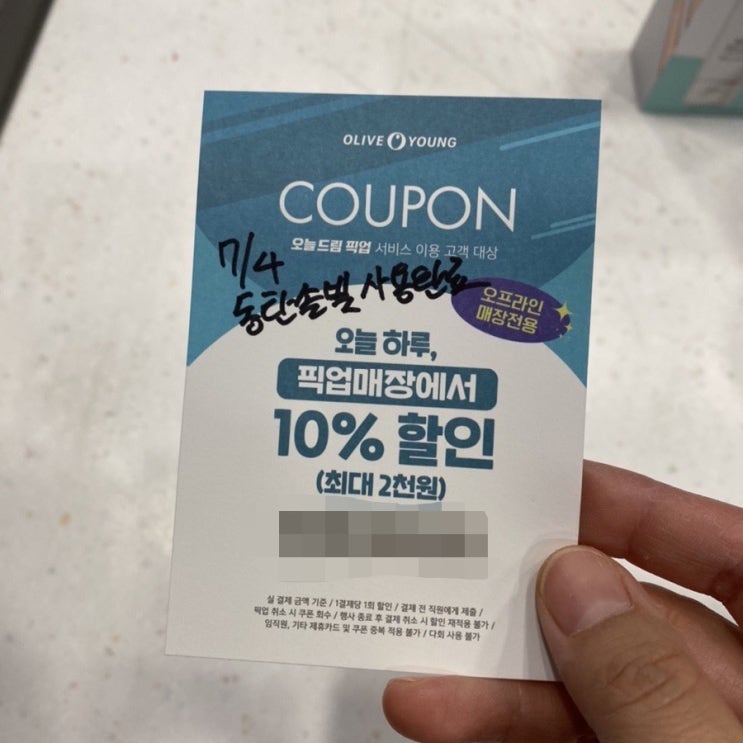 OLIVE YOUNG
COUPON
오늘드림 픽업 서비스 이용 고객 대상
7/4
동탄솔빛 사용완료
오프라인
매장전용
오늘 하루,
픽업매장에서
10% 할인
(최대 2천원)
실 결제 금액 기준 / 1결제당 1회 할인 / 결제 전 직원에게 제출 /
픽업 취소 시 쿠폰 회수 / 행사 종료 후 결제 취소 시 할인 재적용 불가 /
임직원, 기타 제휴카드 및 쿠폰 중복 적용 불가 / 다회 사용 불가